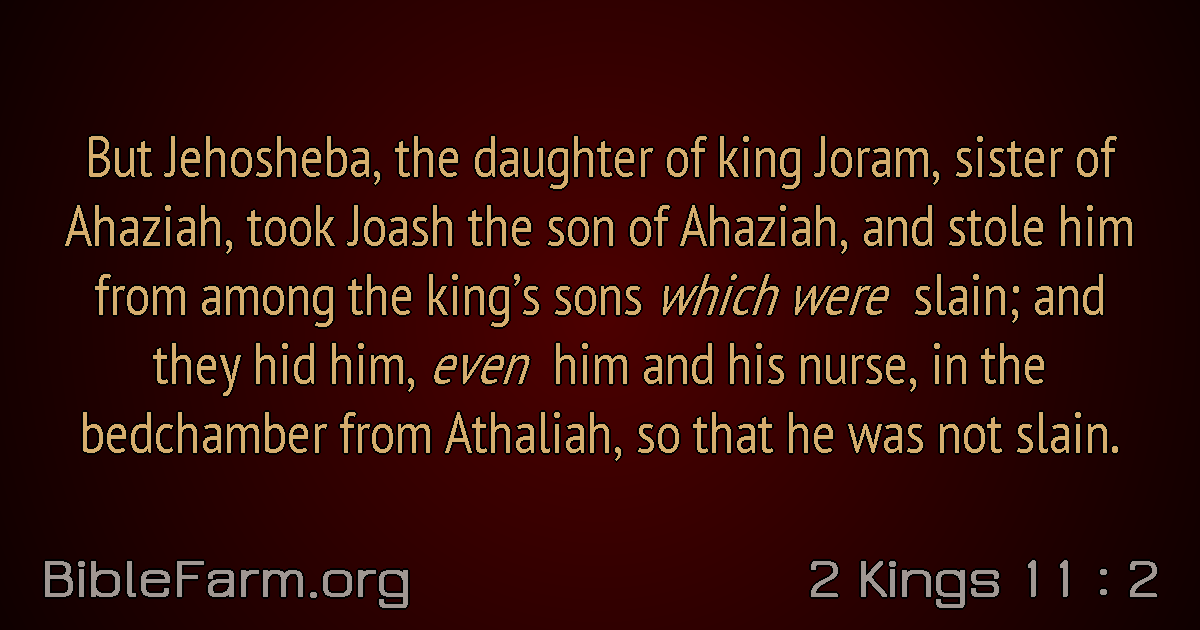 But Jehosheba, the daughter of king Joram, sister of
Ahaziah, took Joash the son of Ahaziah, and stole him
from among the king’s sons which were slain; and
they hid him, even him and his nurse, in the
bedchamber from Athaliah, so that he was not slain.
BibleFarm.org
2 Kings 11 : 2